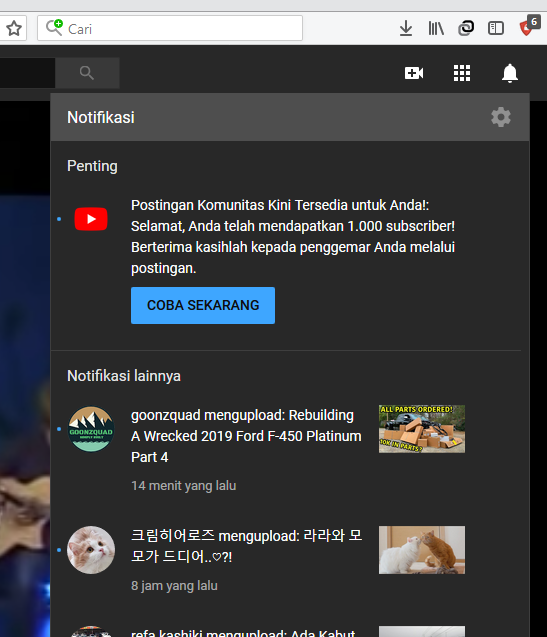 Cari
6
Notifikasi
Penting
Postingan Komunitas Kini Tersedia untuk Anda!:
Selamat, Anda telah mendapatkan 1.000 subscriber!
Berterima kasihlah kepada penggemar Anda melalui
postingan.
COBA SEKARANG
Notifikasi lainnya
GOONZQUAD
goonzquad mengupload: Rebuilding
A Wrecked 2019 Ford F-450 Platinum
Part 4
14 menit yang lalu
ALL PARTS ORDERED!
IN PARTS?
크림히어로즈 mengupload: 라라와 모
모가 드디어..♡?!
8 jam yang lalu
refa kashiki mengupload: Ada Kabut